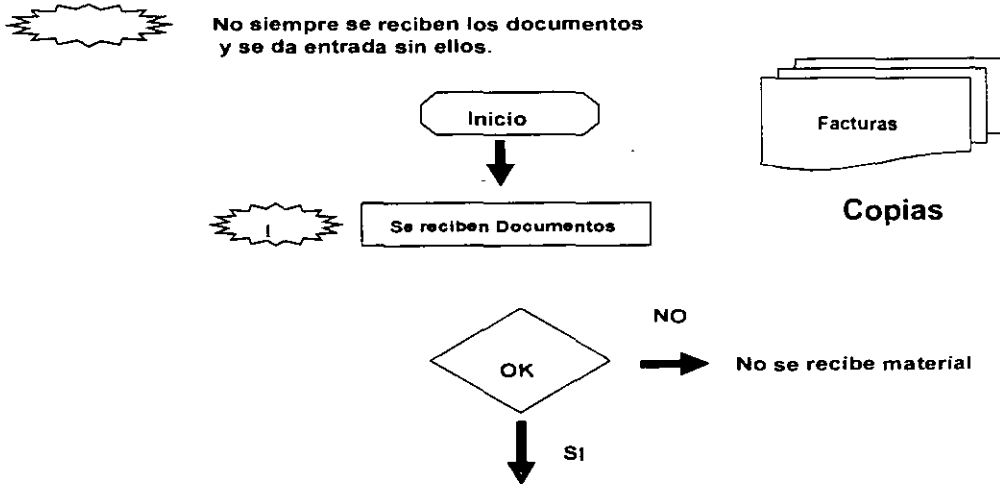 No siempre se reciben los documentos
y se da entrada sin ellos.
Inicio
Facturas
Copias
1
Se reciben Documentos
NO
OK
No se recibe material
SI